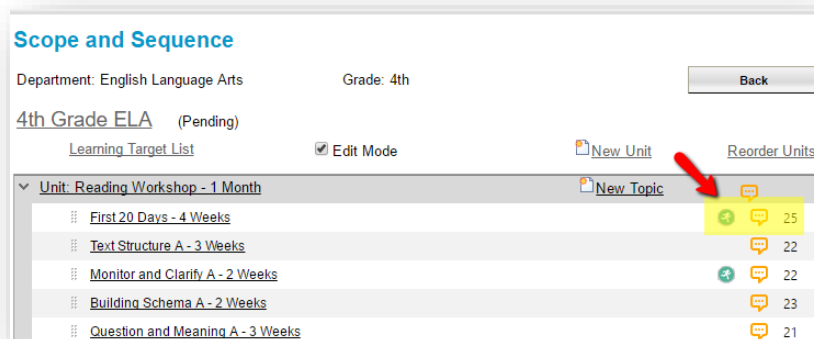 Scope and Sequence
Department: English Language Arts Grade: 4th Back
4th Grade ELA (Pending)
Learning Target List Edit Mode New Unit Reorder Units
Unit: Reading Workshop - 1 Month New Topic
First 20 Days - 4 Weeks 25
Text Structure A - 3 Weeks 22
Monitor and Clarify A - 2 Weeks 22
Building Schema A - 2 Weeks 23
Question and Meaning A - 3 Weeks 21